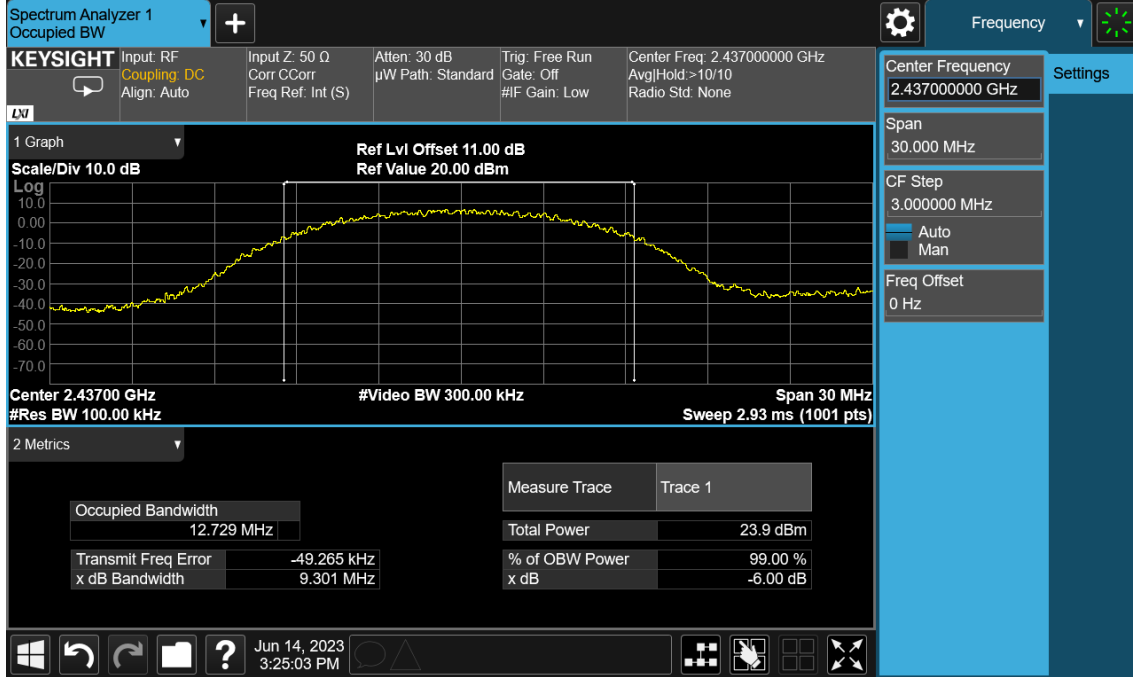 Spectrum Analyzer 1
Occupied BW
Frequency
KEYSIGHT
LXI
Input: RF
Coupling: DC
Align: Auto
Input Z: 50 Ω
Corr CCorr
Freq Ref: Int (S)
Atten: 30 dB
µW Path: Standard
Trig: Free Run
Gate: Off
#IF Gain: Low
Center Freq: 2.437000000 GHz
Avg|Hold:>10/10
Radio Std: None
Center Frequency
2.437000000 GHz
Settings
Span
30.000 MHz
CF Step
3.000000 MHz
Auto
Man
Freq Offset
0 Hz
1 Graph
Scale/Div 10.0 dB
Ref Lvl Offset 11.00 dB
Ref Value 20.00 dBm
Log
10.0
0.00
-10.0
-20.0
-30.0
-40.0
-50.0
-60.0
-70.0
Center 2.43700 GHz
#Video BW 300.00 kHz
Span 30 MHz
#Res BW 100.00 kHz
Sweep 2.93 ms (1001 pts)
2 Metrics
Measure Trace
Trace 1
Occupied Bandwidth
12.729 MHz
Total Power
23.9 dBm
Transmit Freq Error
-49.265 kHz
% of OBW Power
99.00 %
x dB Bandwidth
9.301 MHz
x dB
-6.00 dB
?
Jun 14, 2023
3:25:03 PM